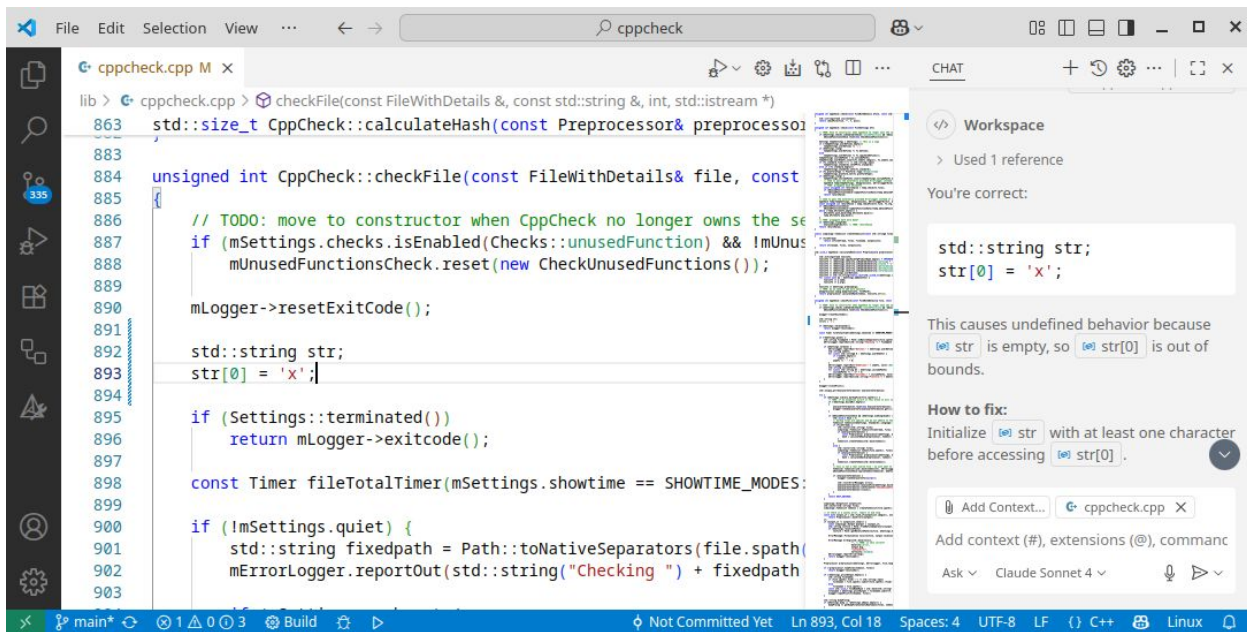 File Edit Selection View ··· cppcheck
cppcheck.cpp M
lib > cppcheck.cpp > checkFile(const FileWithDetails &, const std::string &, int, std::istream *)
863 std::size_t CppCheck::calculateHash(const Preprocessor& preprocessor
883
884 unsigned int CppCheck::checkFile(const FileWithDetails& file, const
885 {
886 // TODO: move to constructor when CppCheck no longer owns the se
887 if (mSettings.checks.isEnabled(Checks::unusedFunction) && !mUnus
888 mUnusedFunctionsCheck.reset(new CheckUnusedFunctions());
889
890 mLogger->resetExitCode();
891
892 std::string str;
893 str[0] = 'x';
894
895 if (Settings::terminated())
896 return mLogger->exitcode();
897
898 const Timer fileTotalTimer(mSettings.showtime == SHOWTIME_MODES:
899
900 if (!mSettings.quiet) {
901 std::string fixedpath = Path::toNativeSeparators(file.spath(
902 mErrorLogger.reportOut(std::string("Checking ") + fixedpath
903
335
CHAT
Workspace
> Used 1 reference
You're correct:
std::string str;
str[0] = 'x';
This causes undefined behavior because
str is empty, so str[0] is out of
bounds.
How to fix:
Initialize str with at least one character
before accessing str[0] .
Add Context... cppcheck.cpp
Add context (#), extensions (@), commanc
Ask Claude Sonnet 4
main* 1 0 3 Build Not Committed Yet Ln 893, Col 18 Spaces: 4 UTF-8 LF {} C++ Linux